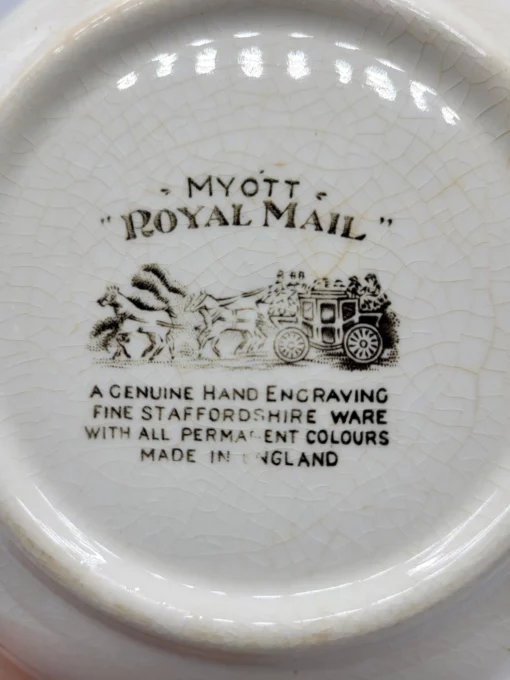 MYOTT
"ROYAL MAIL"
A GENUINE HAND ENGRAVING
FINE STAFFORDSHIRE WARE
WITH ALL PERMANENT COLOURS
MADE IN ENGLAND